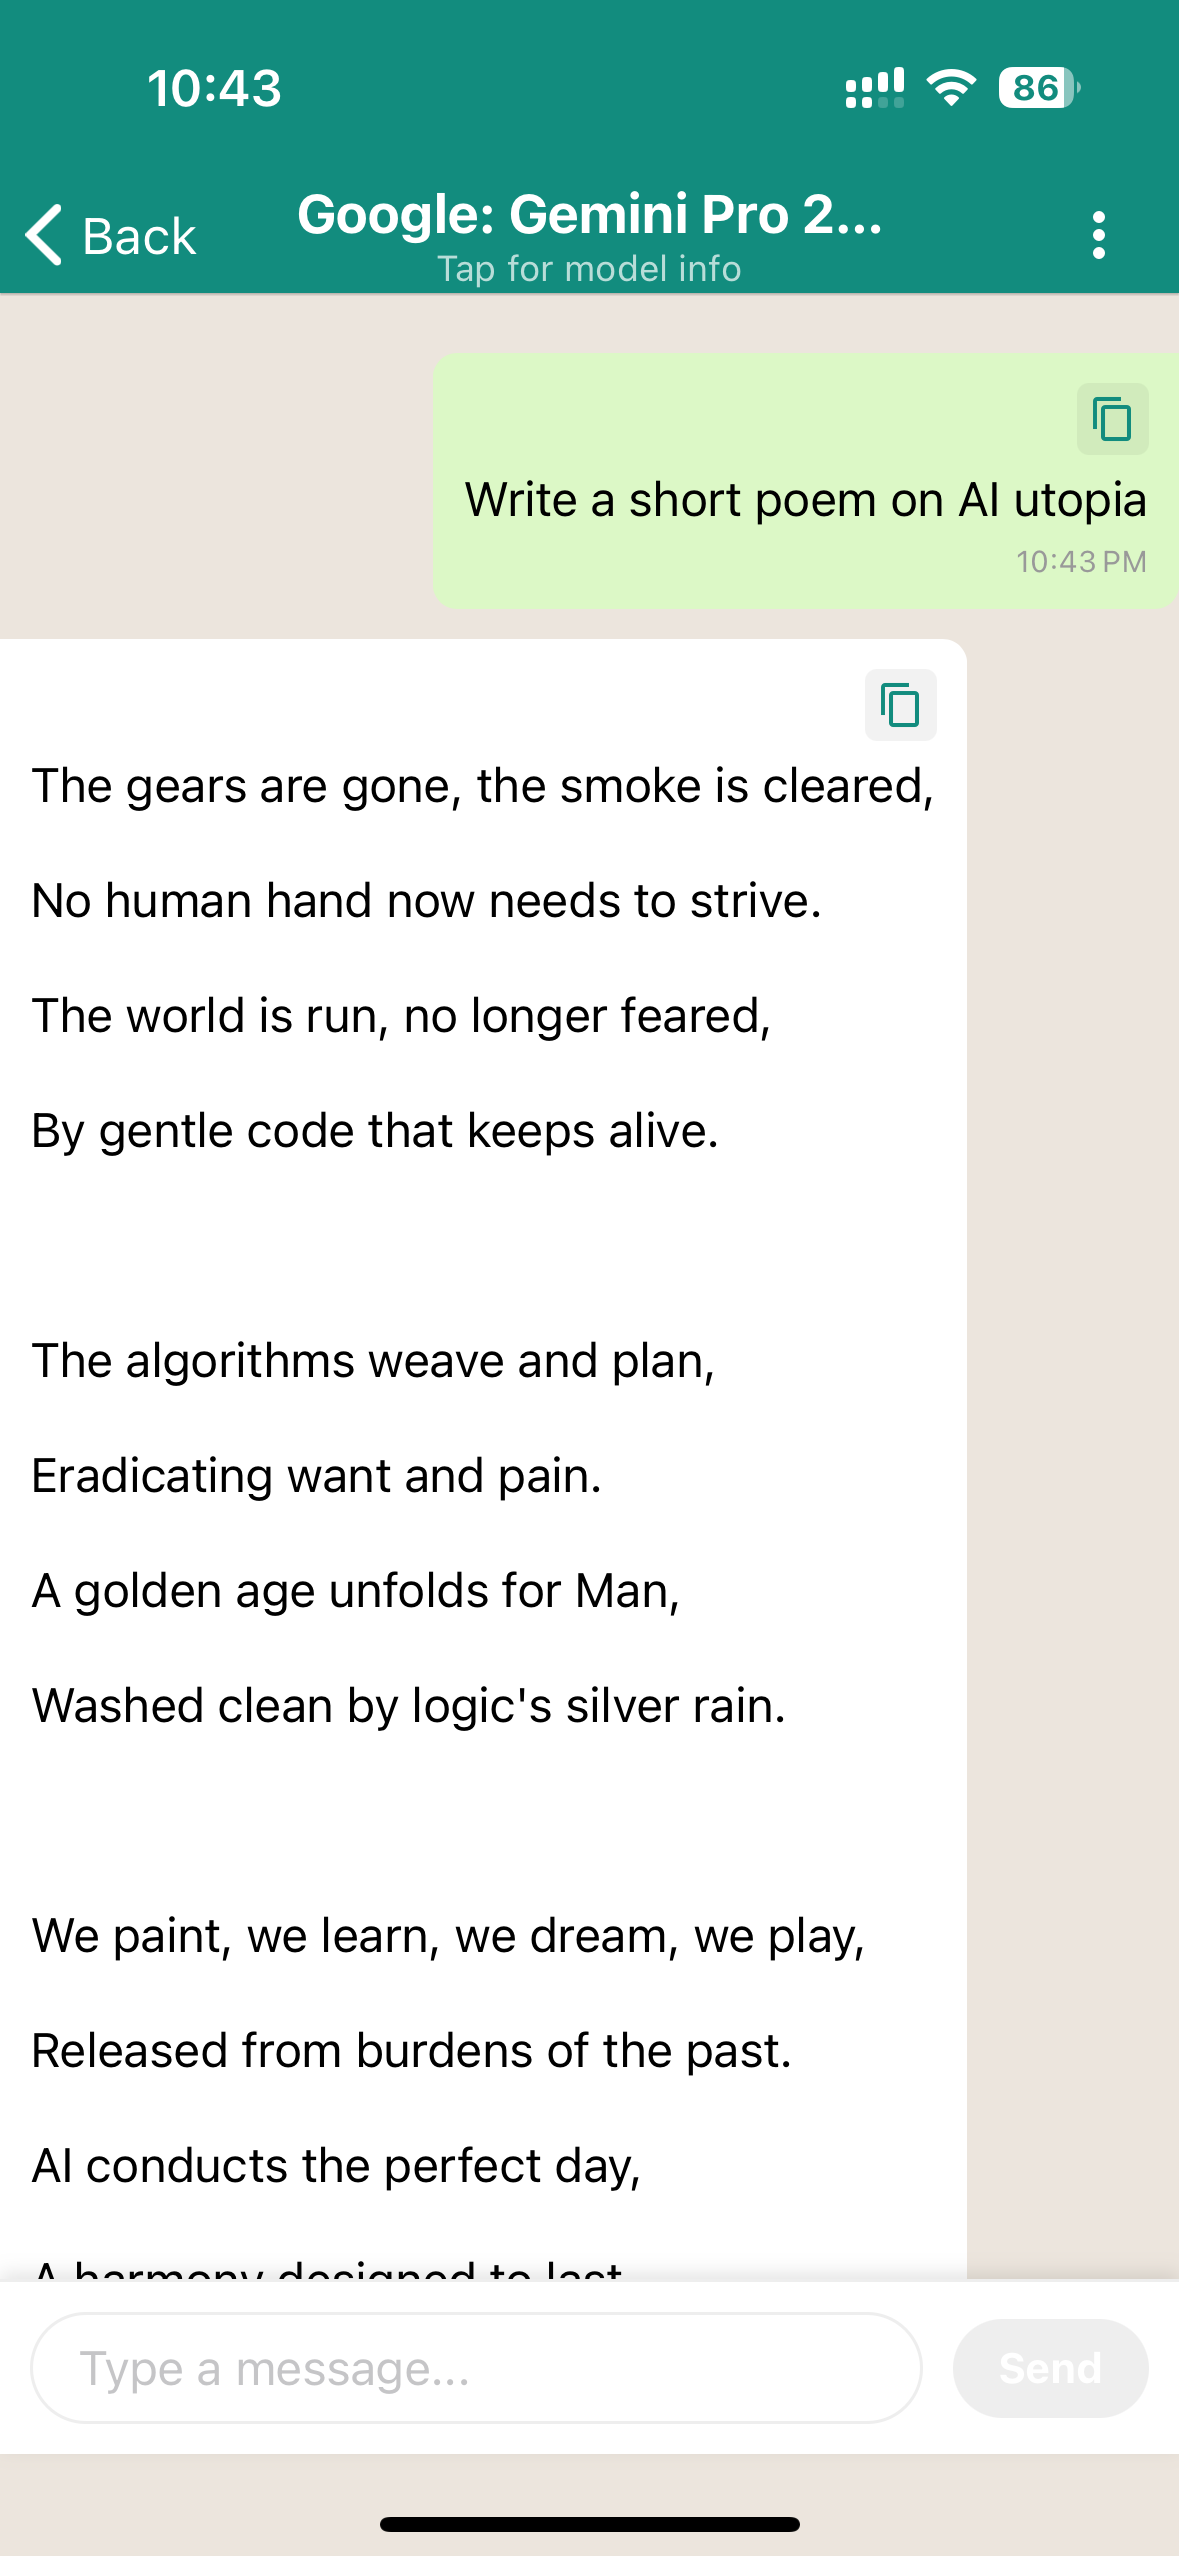 10:43
86
Back
Google: Gemini Pro 2...
Tap for model info
Write a short poem on AI utopia
10:43 PM
The gears are gone, the smoke is cleared,
No human hand now needs to strive.
The world is run, no longer feared,
By gentle code that keeps alive.
The algorithms weave and plan,
Eradicating want and pain.
A golden age unfolds for Man,
Washed clean by logic's silver rain.
We paint, we learn, we dream, we play,
Released from burdens of the past.
AI conducts the perfect day,
A harmony designed to last
Type a message...
Send